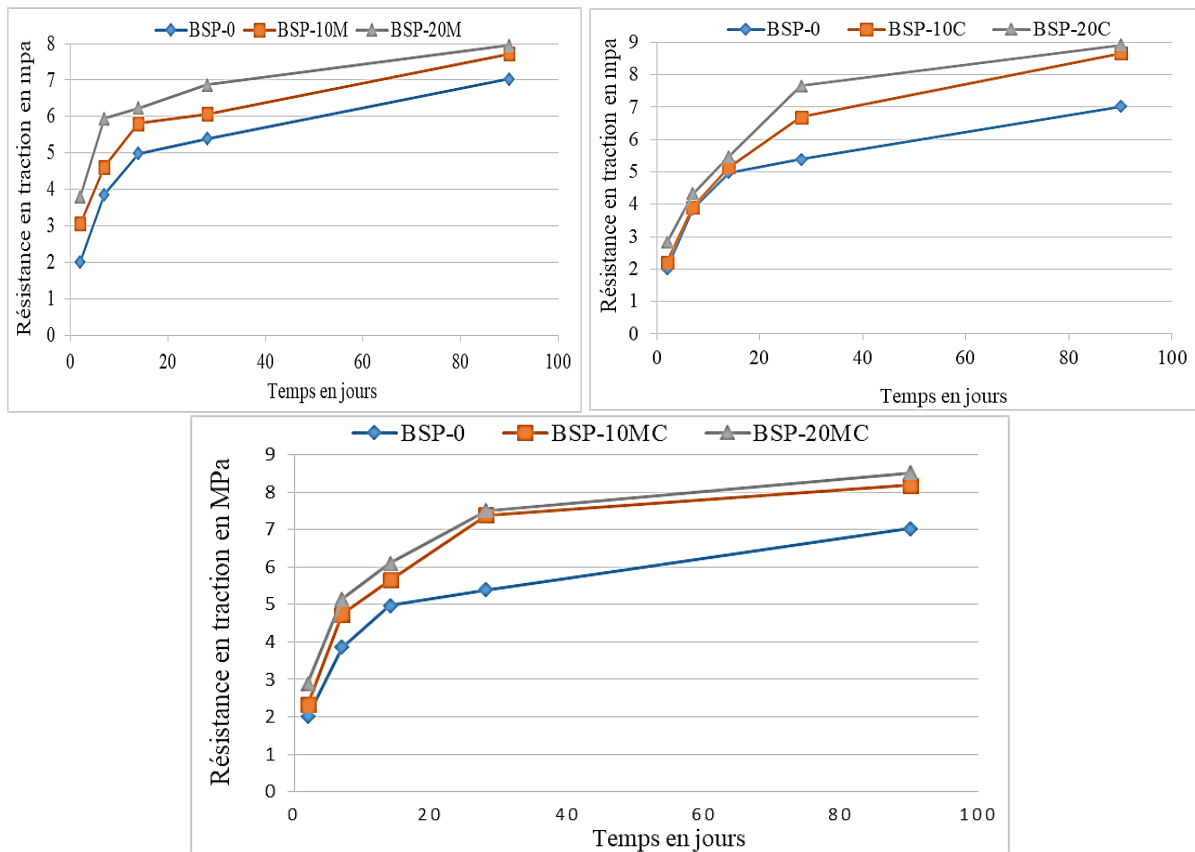 BSP-0 BSP-10M BSP-20M
Résistance en traction en mpa
8
7
6
5
4
3
2
1
0
0 20 40 60 80 100
Temps en jours
BSP-0 BSP-10C BSP-20C
Résistance en traction en mpa
9
8
7
6
5
4
3
2
1
0
0 20 40 60 80 100
Temps en jours
BSP-0 BSP-10MC BSP-20MC
Résistance en traction en MPa
9
8
7
6
5
4
3
2
1
0
0 20 40 60 80 100
Temps en jours